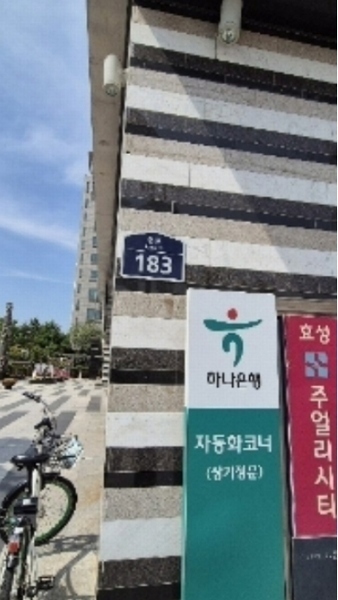 183
하나은행
자동화코너
(상가정문)
효성
주얼리시티